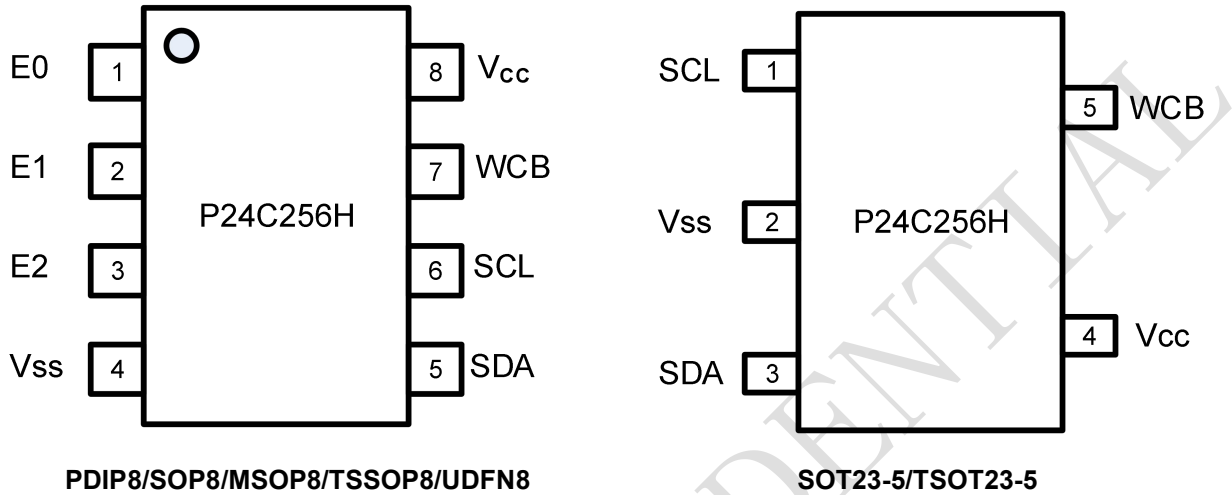 E0
1
8
Vcc
E1
2
7
WCB
P24C256H
E2
3
6
SCL
Vss
4
5
SDA
PDIP8/SOP8/MSOP8/TSSOP8/UDFN8
SCL
1
5
WCB
Vss
2
P24C256H
4
Vcc
SDA
3
SOT23-5/TSOT23-5
DENTIAL